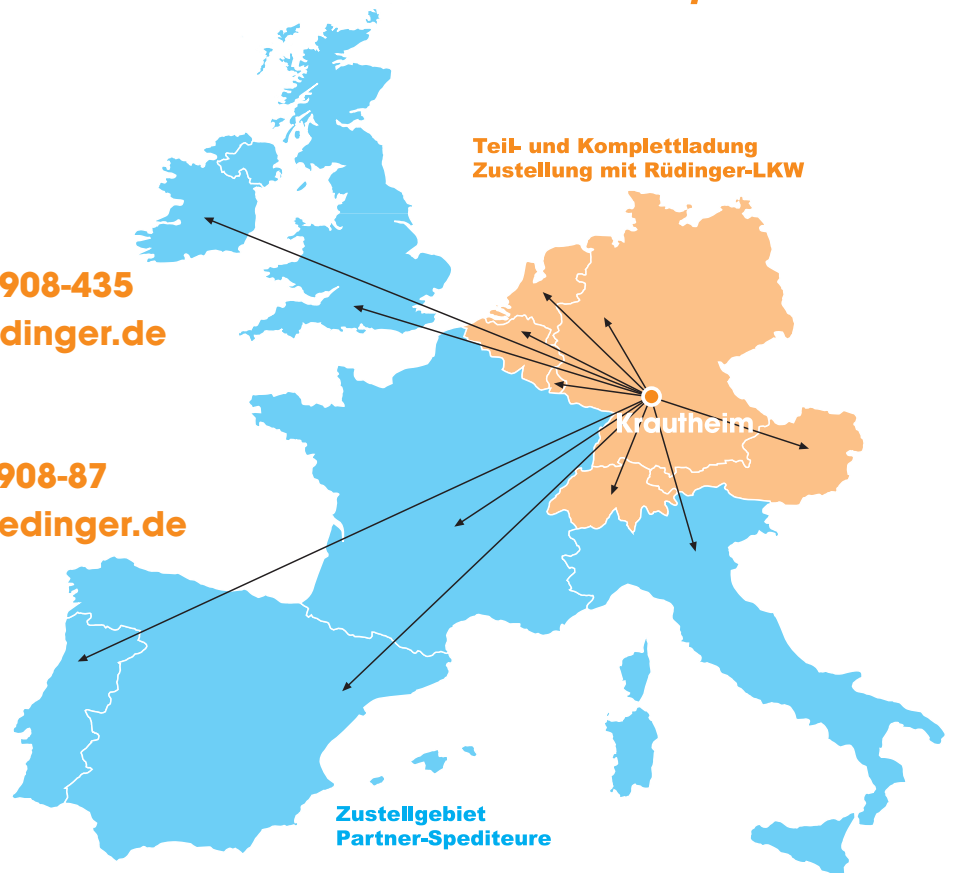 Teil- und Komplettladung
Zustellung mit Rüdinger-LKW
908-435
dinger.de
Krautheim
908-87
edinger.de
Zustellgebiet
Partner-Spediteure